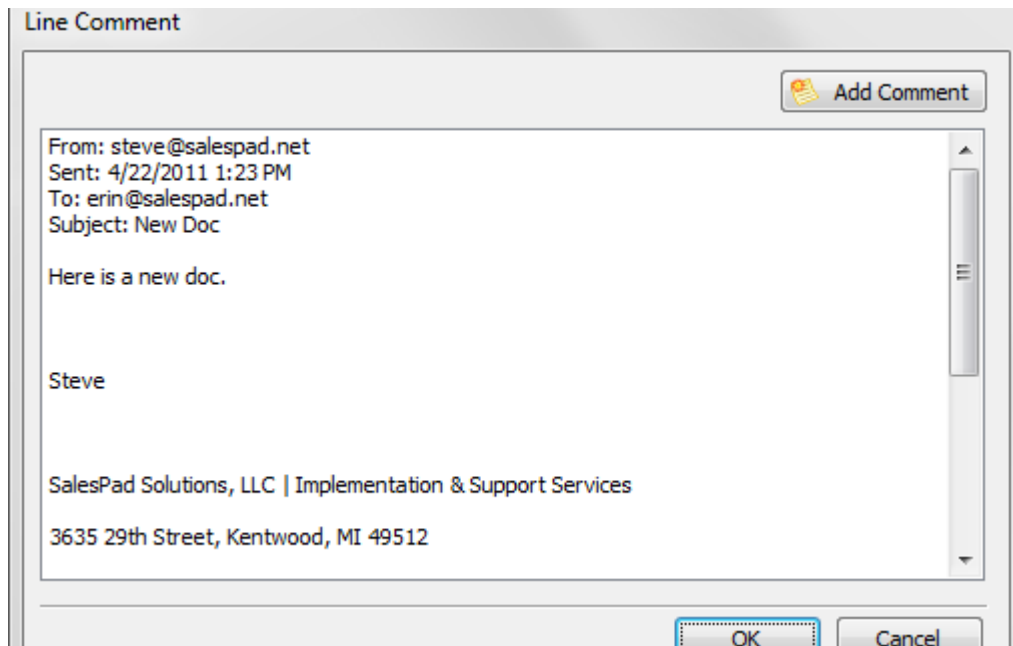 Line Comment
Add Comment
From: steve@salespad.net
Sent: 4/22/2011 1:23 PM
To: erin@salespad.net
Subject: New Doc
Here is a new doc.
Steve
SalesPad Solutions, LLC | Implementation & Support Services
3635 29th Street, Kentwood, MI 49512
OK
Cancel